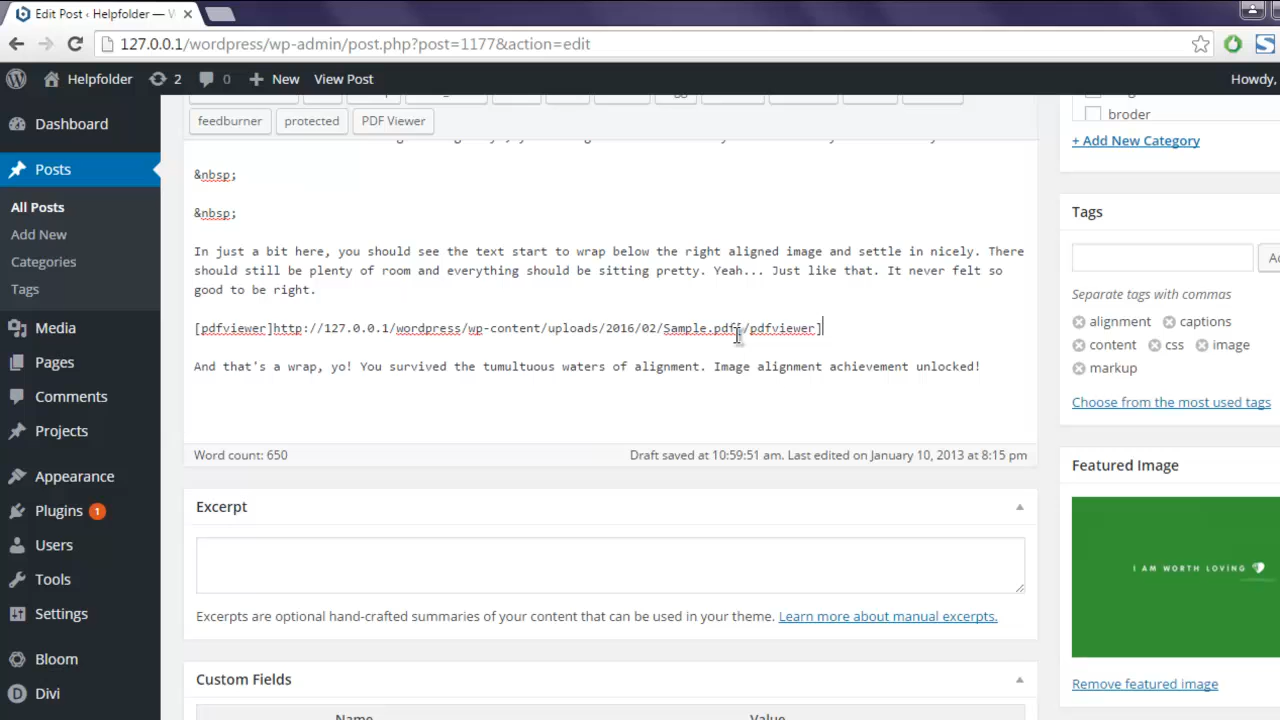 Edit Post ‹ Helpfolder —
127.0.0.1/wordpress/wp-admin/post.php?post=1177&action=edit
Helpfolder 2 0 New View Post Howdy,
feedburner protected PDF Viewer
&nbsp;
&nbsp;
In just a bit here, you should see the text start to wrap below the right aligned image and settle in nicely. There
should still be plenty of room and everything should be sitting pretty. Yeah... Just like that. It never felt so
good to be right.
[pdfviewer]http://127.0.0.1/wordpress/wp-content/uploads/2016/02/Sample.pdf[/pdfviewer]
And that's a wrap, yo! You survived the tumultuous waters of alignment. Image alignment achievement unlocked!
Word count: 650 Draft saved at 10:59:51 am. Last edited on January 10, 2013 at 8:15 pm
Excerpt
Excerpts are optional hand-crafted summaries of your content that can be used in your theme. Learn more about manual excerpts.
Custom Fields
Name Value
Dashboard
Posts
All Posts
Add New
Categories
Tags
Media
Pages
Comments
Projects
Appearance
Plugins 1
Users
Tools
Settings
Bloom
Divi
broder
+ Add New Category
Tags
Separate tags with commas
alignment captions
content css image
markup
Choose from the most used tags
Featured Image
I AM WORTH LOVING
Remove featured image